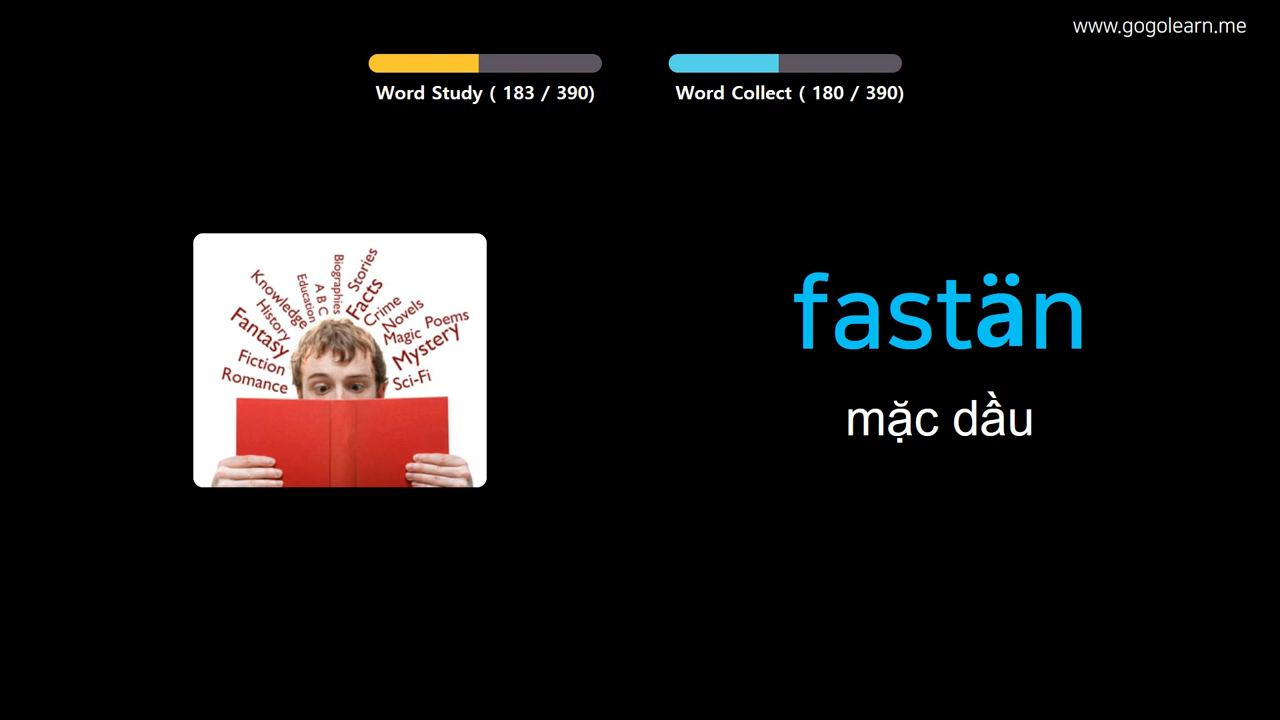 www.gogolearn.me
Word Study ( 183 / 390)
Word Collect ( 180 / 390)
Biographies
Stories
Knowledge
Education
A B C
Facts
History
Crime
Novels
Fantasy
Magic
Poems
Fiction
Mystery
Romance
Sci-Fi
fastän
mặc dầu